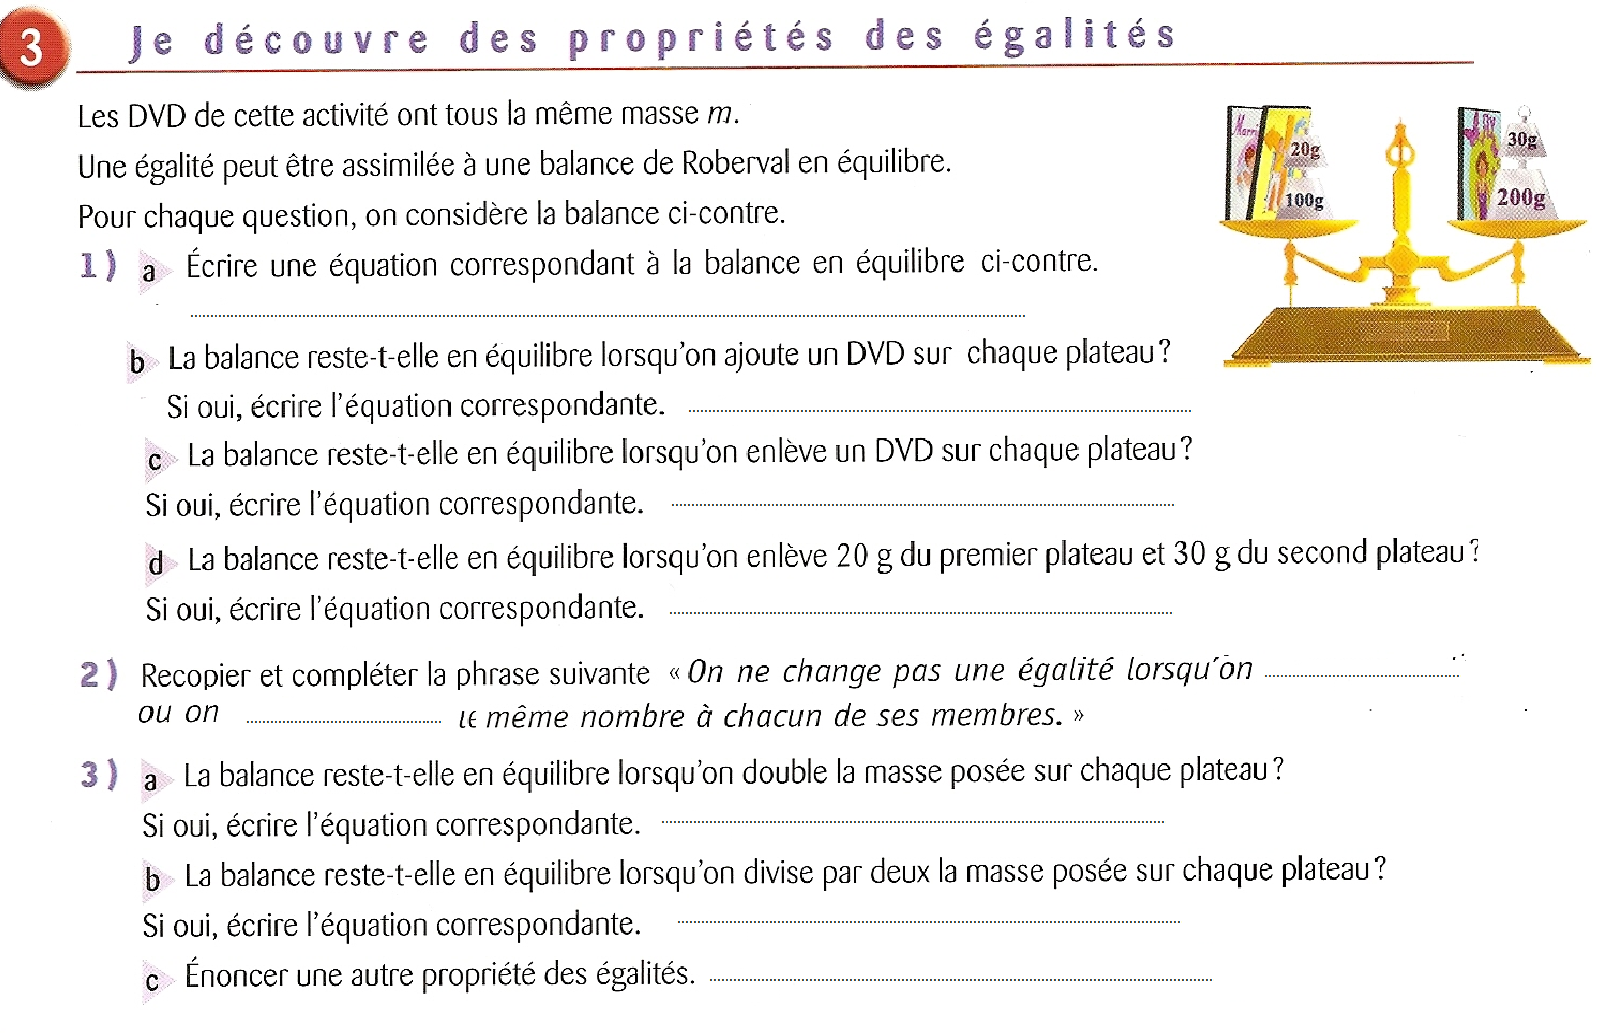 3 Je découvre des propriétés des égalités
Les DVD de cette activité ont tous la même masse m.
Une égalité peut être assimilée à une balance de Roberval en équilibre.
Pour chaque question, on considère la balance ci-contre.
20g
100g
30g
200g
1) a Écrire une équation correspondant à la balance en équilibre ci-contre.
b La balance reste-t-elle en équilibre lorsqu'on ajoute un DVD sur chaque plateau?
Si oui, écrire l'équation correspondante.
c La balance reste-t-elle en équilibre lorsqu'on enlève un DVD sur chaque plateau?
Si oui, écrire l'équation correspondante.
d La balance reste-t-elle en équilibre lorsqu'on enlève 20 g du premier plateau et 30 g du second plateau?
Si oui, écrire l'équation correspondante.
2) Recopier et compléter la phrase suivante « On ne change pas une égalité lorsqu'on
ou on le même nombre à chacun de ses membres. »
3) a La balance reste-t-elle en équilibre lorsqu'on double la masse posée sur chaque plateau?
Si oui, écrire l'équation correspondante.
b La balance reste-t-elle en équilibre lorsqu'on divise par deux la masse posée sur chaque plateau?
Si oui, écrire l'équation correspondante.
c Énoncer une autre propriété des égalités.